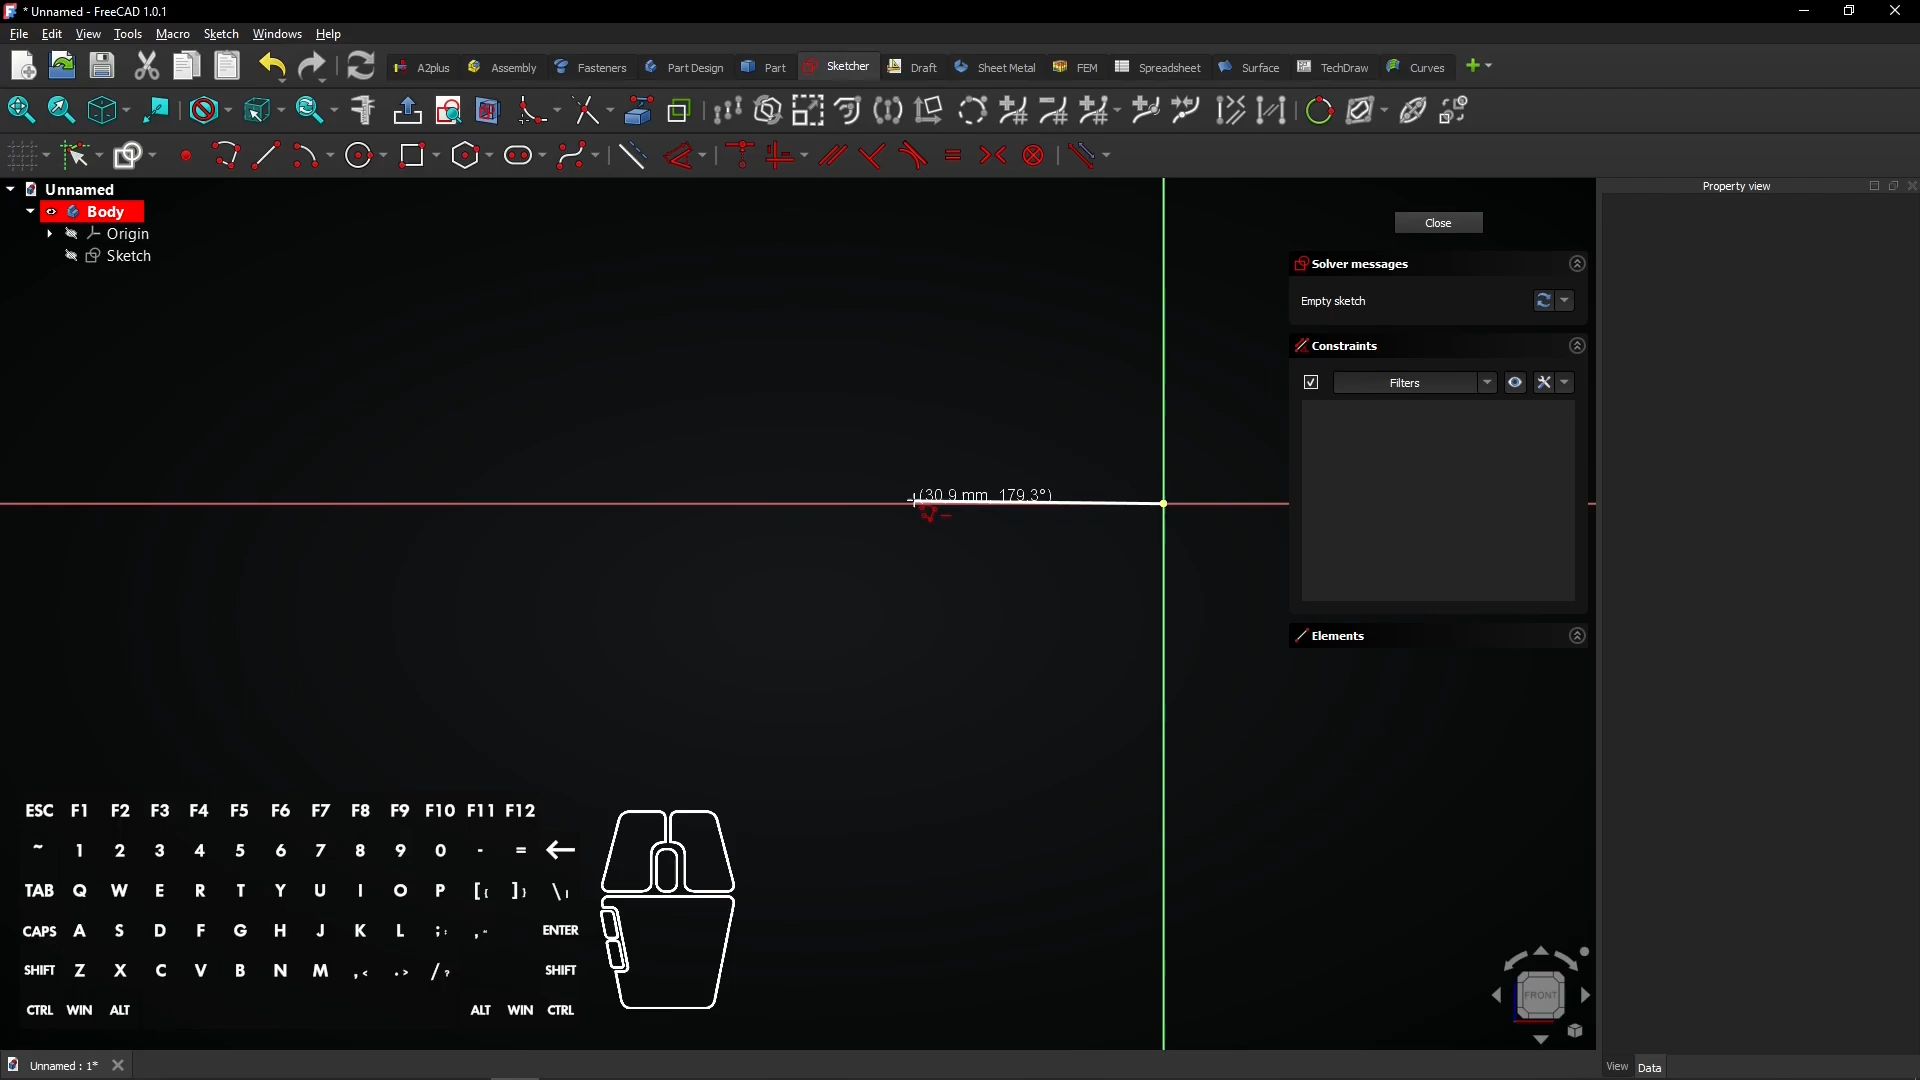 * Unnamed - FreeCAD 1.0.1
File Edit View Tools Macro Sketch Windows Help
A2plus Assembly Fasteners Part Design Part Sketcher Draft Sheet Metal FEM Spreadsheet Surface TechDraw Curves
Unnamed
Body
Origin
Sketch
Property view
Close
Solver messages
Empty sketch
Constraints
Filters
Elements
(30.9 mm 179.3°)
ESC F1 F2 F3 F4 F5 F6 F7 F8 F9 F10 F11 F12
~ 1 2 3 4 5 6 7 8 9 0 - =
TAB Q W E R T Y U I O P [{ ]} \|
CAPS A S D F G H J K L ;: ,"
ENTER
SHIFT Z X C V B N M ,< .> /? SHIFT
CTRL WIN ALT ALT WIN CTRL
FRONT
Unnamed : 1*
View Data